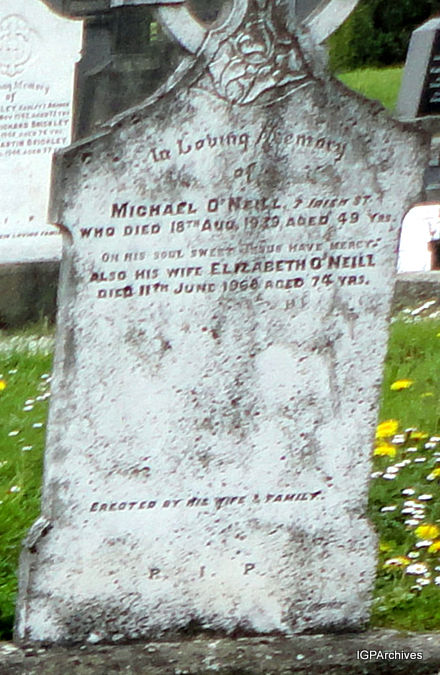 In Loving Memory
of
MICHAEL O'NEILL, 7 IRISH ST.
WHO DIED 18TH AUG. 1939, AGED 49 YRS.
ON HIS SOUL SWEET JESUS HAVE MERCY.
ALSO HIS WIFE ELIZABETH O'NEILL
DIED 11TH JUNE 1968 AGED 74 YRS.
ERECTED BY HIS WIFE & FAMILY.
R. I. P
IGPArchives